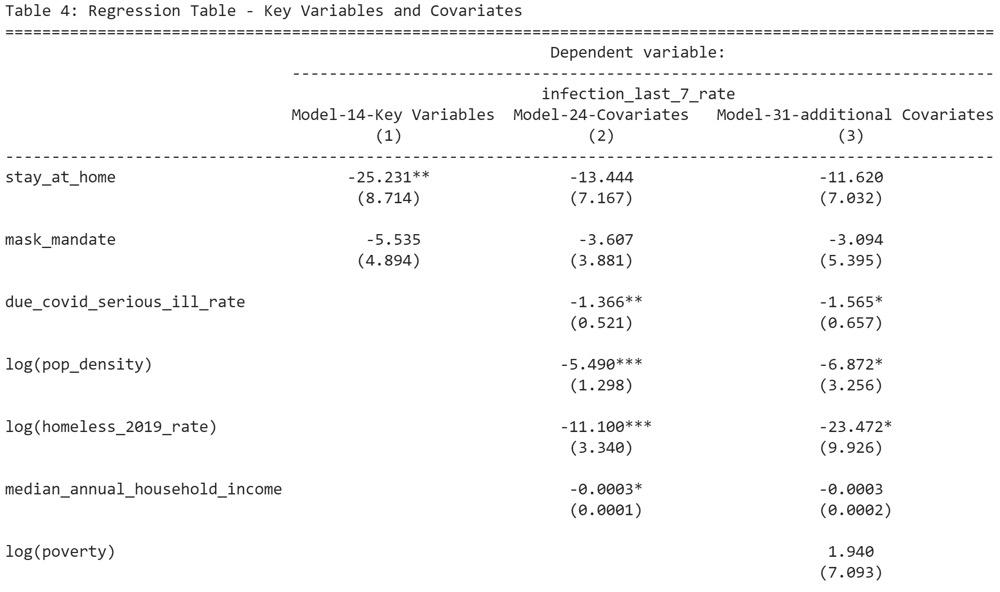 Table 4: Regression Table - Key Variables and Covariates
===========================================================================================================
Dependent variable:
----------------------------------------------------------------------------
infection_last_7_rate
Model-14-Key Variables Model-24-Covariates Model-31-additional Covariates
(1) (2) (3)
-----------------------------------------------------------------------------------------------------------
stay_at_home -25.231** -13.444 -11.620
(8.714) (7.167) (7.032)
mask_mandate -5.535 -3.607 -3.094
(4.894) (3.881) (5.395)
due_covid_serious_ill_rate -1.366** -1.565*
(0.521) (0.657)
log(pop_density) -5.490*** -6.872*
(1.298) (3.256)
log(homeless_2019_rate) -11.100*** -23.472*
(3.340) (9.926)
median_annual_household_income -0.0003* -0.0003
(0.0001) (0.0002)
log(poverty) 1.940
(7.093)